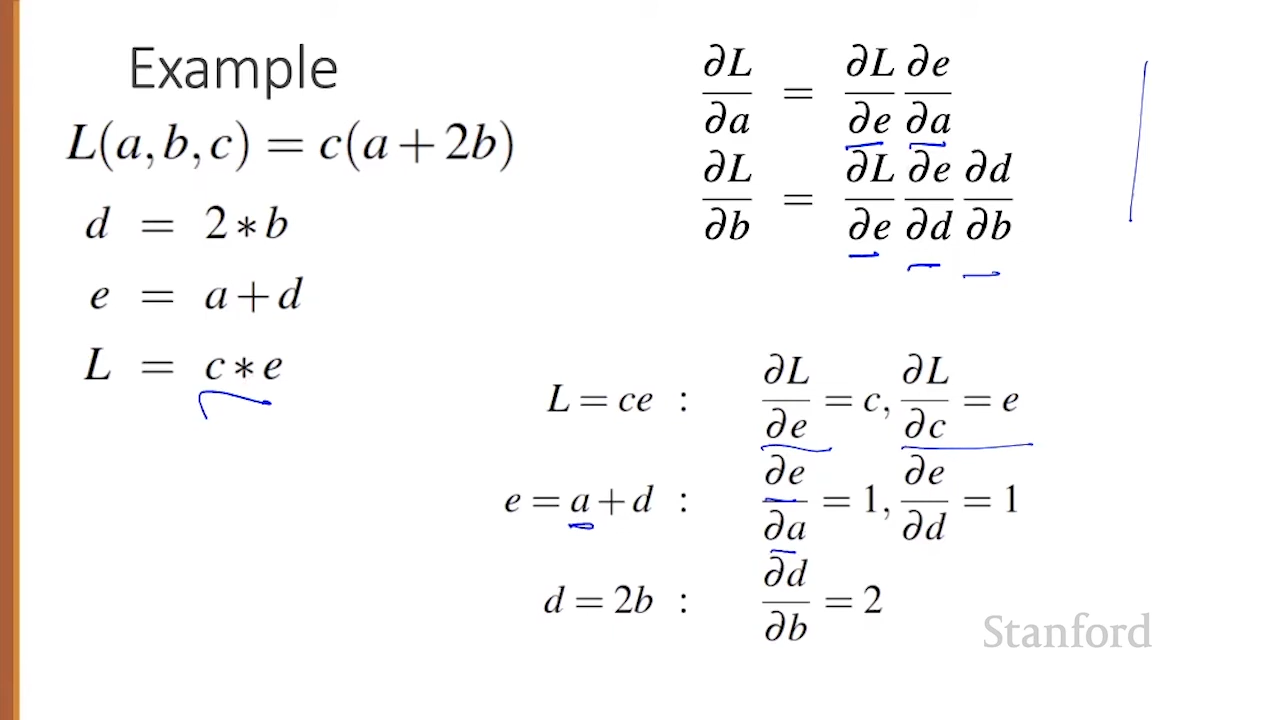 Example
L(a,b,c) = c(a+2b)
d = 2∗b
e = a+d
L = c∗e
∂L/∂a = ∂L/∂e ∂e/∂a
∂L/∂b = ∂L/∂e ∂e/∂d ∂d/∂b
L = ce : ∂L/∂e = c, ∂L/∂c = e
e = a+d : ∂e/∂a = 1, ∂e/∂d = 1
d = 2b : ∂d/∂b = 2
Stanford